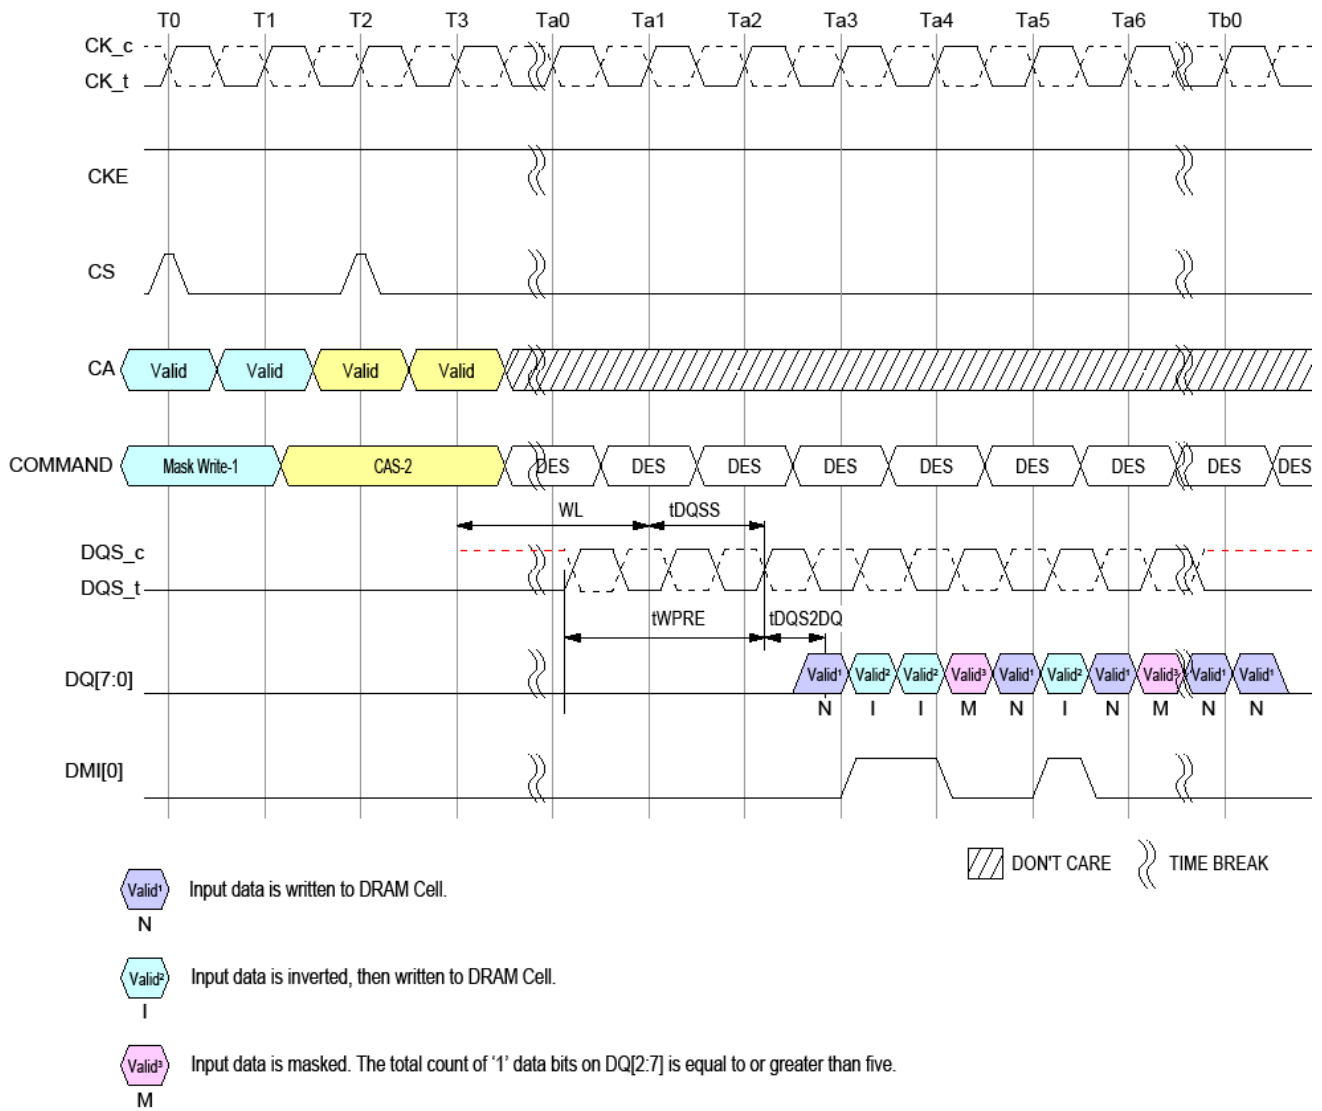 T0 T1 T2 T3 Ta0 Ta1 Ta2 Ta3 Ta4 Ta5 Ta6 Tb0
CK_c
CK_t
CKE
CS
CA Valid Valid Valid Valid
COMMAND Mask Write-1 CAS-2 DES DES DES DES DES DES DES DES DES
WL tDQSS
DQS_c
DQS_t
tWPRE tDQS2DQ
DQ[7:0] Valid¹ Valid² Valid² Valid³ Valid¹ Valid² Valid¹ Valid³ Valid¹ Valid¹
N I I M N I N M N N
DMI[0]
DON'T CARE TIME BREAK
Valid¹ Input data is written to DRAM Cell.
N
Valid² Input data is inverted, then written to DRAM Cell.
I
Valid³ Input data is masked. The total count of ‘1’ data bits on DQ[2:7] is equal to or greater than five.
M